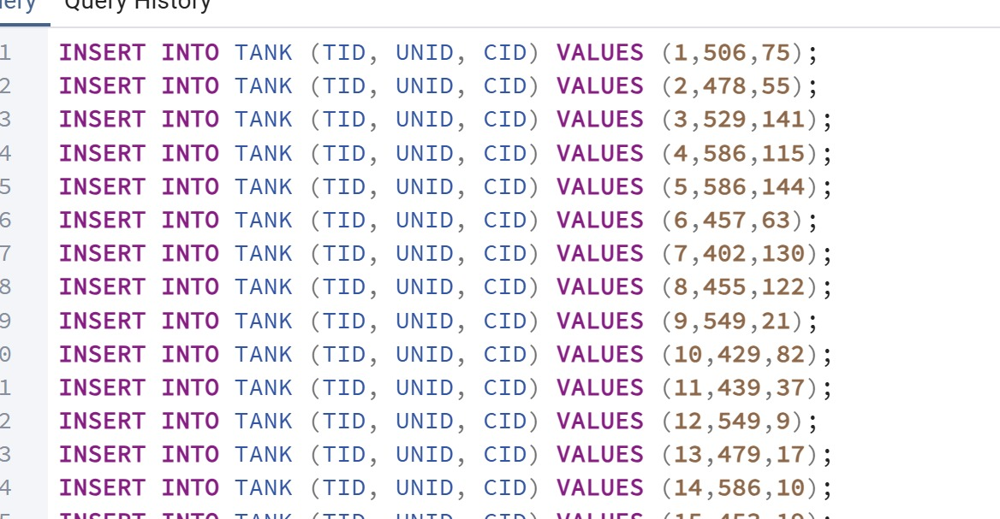 Query History
1 INSERT INTO TANK (TID, UNID, CID) VALUES (1,506,75);
2 INSERT INTO TANK (TID, UNID, CID) VALUES (2,478,55);
3 INSERT INTO TANK (TID, UNID, CID) VALUES (3,529,141);
4 INSERT INTO TANK (TID, UNID, CID) VALUES (4,586,115);
5 INSERT INTO TANK (TID, UNID, CID) VALUES (5,586,144);
6 INSERT INTO TANK (TID, UNID, CID) VALUES (6,457,63);
7 INSERT INTO TANK (TID, UNID, CID) VALUES (7,402,130);
8 INSERT INTO TANK (TID, UNID, CID) VALUES (8,455,122);
9 INSERT INTO TANK (TID, UNID, CID) VALUES (9,549,21);
0 INSERT INTO TANK (TID, UNID, CID) VALUES (10,429,82);
1 INSERT INTO TANK (TID, UNID, CID) VALUES (11,439,37);
2 INSERT INTO TANK (TID, UNID, CID) VALUES (12,549,9);
3 INSERT INTO TANK (TID, UNID, CID) VALUES (13,479,17);
4 INSERT INTO TANK (TID, UNID, CID) VALUES (14,586,10);
INSERT INTO TANK (TID, UNID, CID) VALUES